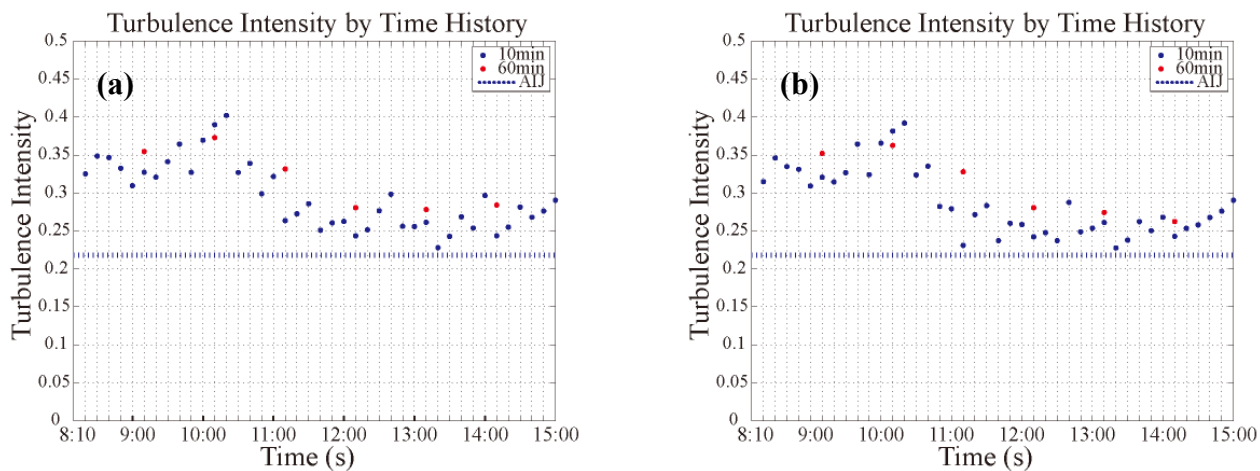 Turbulence Intensity by Time History
0.5
0.45
0.4
0.35
0.3
0.25
0.2
0.15
0.1
0.05
0
Turbulence Intensity
(a)
10min
60min
AIJ
8:10 9:00 10:00 11:00 12:00 13:00 14:00 15:00
Time (s)
Turbulence Intensity by Time History
0.5
0.45
0.4
0.35
0.3
0.25
0.2
0.15
0.1
0.05
0
Turbulence Intensity
(b)
10min
60min
AIJ
8:10 9:00 10:00 11:00 12:00 13:00 14:00 15:00
Time (s)